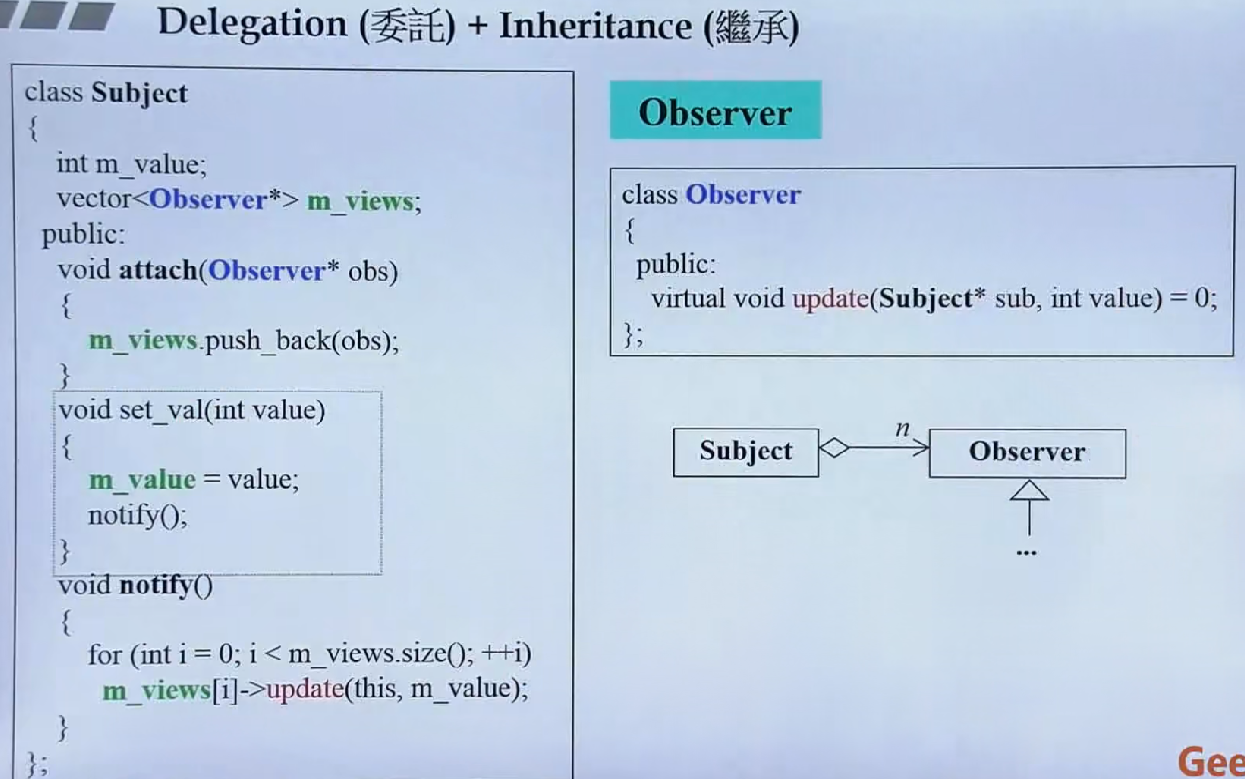 Delegation (委託) + Inheritance (繼承)
class Subject
{
int m_value;
vector<Observer*> m_views;
public:
void attach(Observer* obs)
{
m_views.push_back(obs);
}
void set_val(int value)
{
m_value = value;
notify();
}
void notify()
{
for (int i = 0; i < m_views.size(); ++i)
m_views[i]->update(this, m_value);
}
};
Observer
class Observer
{
public:
virtual void update(Subject* sub, int value) = 0;
};
Subject
n
Observer
...
Gee